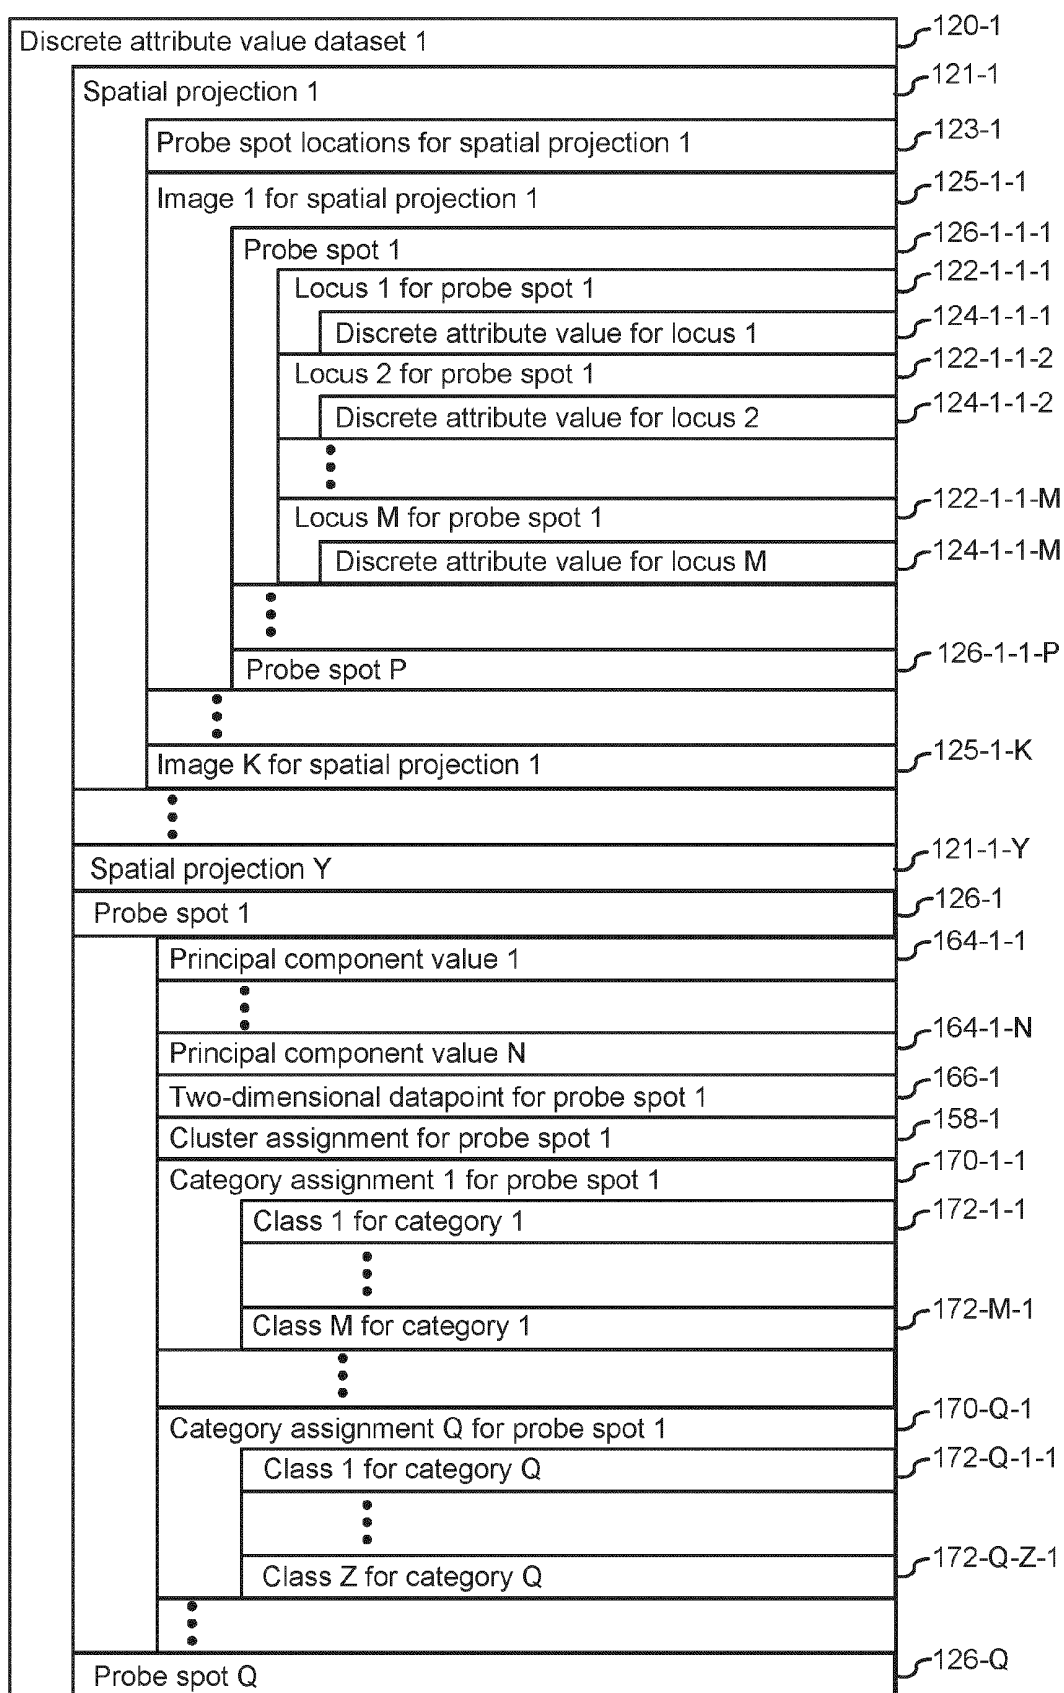 Discrete attribute value dataset 1 120-1
Spatial projection 1 121-1
Probe spot locations for spatial projection 1 123-1
Image 1 for spatial projection 1 125-1-1
Probe spot 1 126-1-1-1
Locus 1 for probe spot 1 122-1-1-1
Discrete attribute value for locus 1 124-1-1-1
Locus 2 for probe spot 1 122-1-1-2
Discrete attribute value for locus 2 124-1-1-2
Locus M for probe spot 1 122-1-1-M
Discrete attribute value for locus M 124-1-1-M
Probe spot P 126-1-1-P
Image K for spatial projection 1 125-1-K
Spatial projection Y 121-1-Y
Probe spot 1 126-1
Principal component value 1 164-1-1
Principal component value N 164-1-N
Two-dimensional datapoint for probe spot 1 166-1
Cluster assignment for probe spot 1 158-1
Category assignment 1 for probe spot 1 170-1-1
Class 1 for category 1 172-1-1
Class M for category 1 172-M-1
Category assignment Q for probe spot 1 170-Q-1
Class 1 for category Q 172-Q-1-1
Class Z for category Q 172-Q-Z-1
Probe spot Q 126-Q